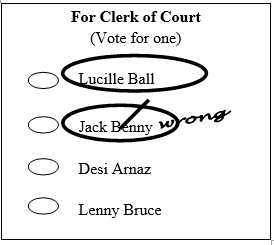 For Clerk of Court
(Vote for one)
Lucille Ball
Jack Benny wrong
Desi Arnaz
Lenny Bruce